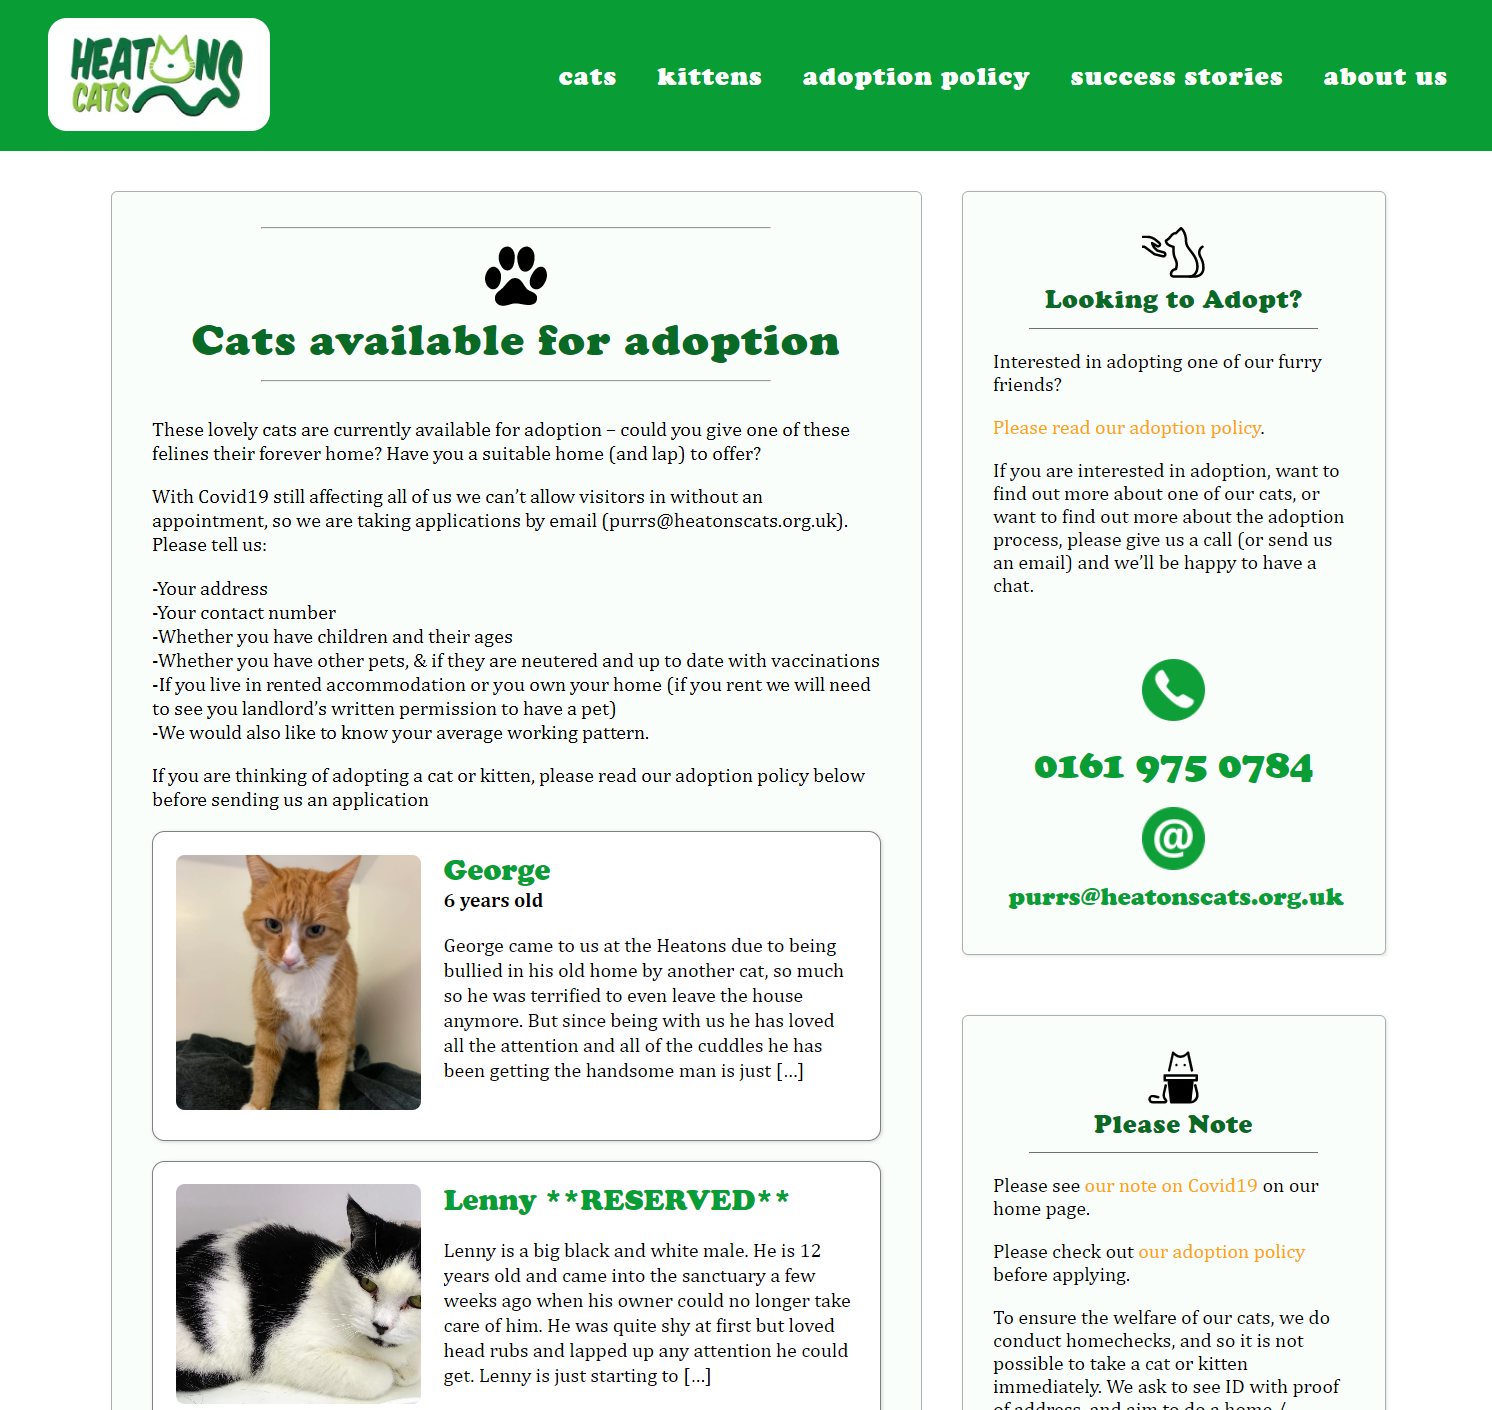 HEATONS
CATS
cats
kittens
adoption policy
success stories
about us
Cats available for adoption
These lovely cats are currently available for adoption – could you give one of these
felines their forever home? Have you a suitable home (and lap) to offer?
With Covid19 still affecting all of us we can’t allow visitors in without an
appointment, so we are taking applications by email (purrs@heatonscats.org.uk).
Please tell us:
-Your address
-Your contact number
-Whether you have children and their ages
-Whether you have other pets, & if they are neutered and up to date with vaccinations
-If you live in rented accommodation or you own your home (if you rent we will need
to see you landlord’s written permission to have a pet)
-We would also like to know your average working pattern.
If you are thinking of adopting a cat or kitten, please read our adoption policy below
before sending us an application
George
6 years old
George came to us at the Heatons due to being
bullied in his old home by another cat, so much
so he was terrified to even leave the house
anymore. But since being with us he has loved
all the attention and all of the cuddles he has
been getting the handsome man is just […]
Lenny **RESERVED**
Lenny is a big black and white male. He is 12
years old and came into the sanctuary a few
weeks ago when his owner could no longer take
care of him. He was quite shy at first but loved
head rubs and lapped up any attention he could
get. Lenny is just starting to […]
Looking to Adopt?
Interested in adopting one of our furry
friends?
Please read our adoption policy.
If you are interested in adoption, want to
find out more about one of our cats, or
want to find out more about the adoption
process, please give us a call (or send us
an email) and we’ll be happy to have a
chat.
0161 975 0784
@
purrs@heatonscats.org.uk
Please Note
Please see our note on Covid19 on our
home page.
Please check out our adoption policy
before applying.
To ensure the welfare of our cats, we do
conduct homechecks, and so it is not
possible to take a cat or kitten
immediately. We ask to see ID with proof
of address, and aim to do a home /